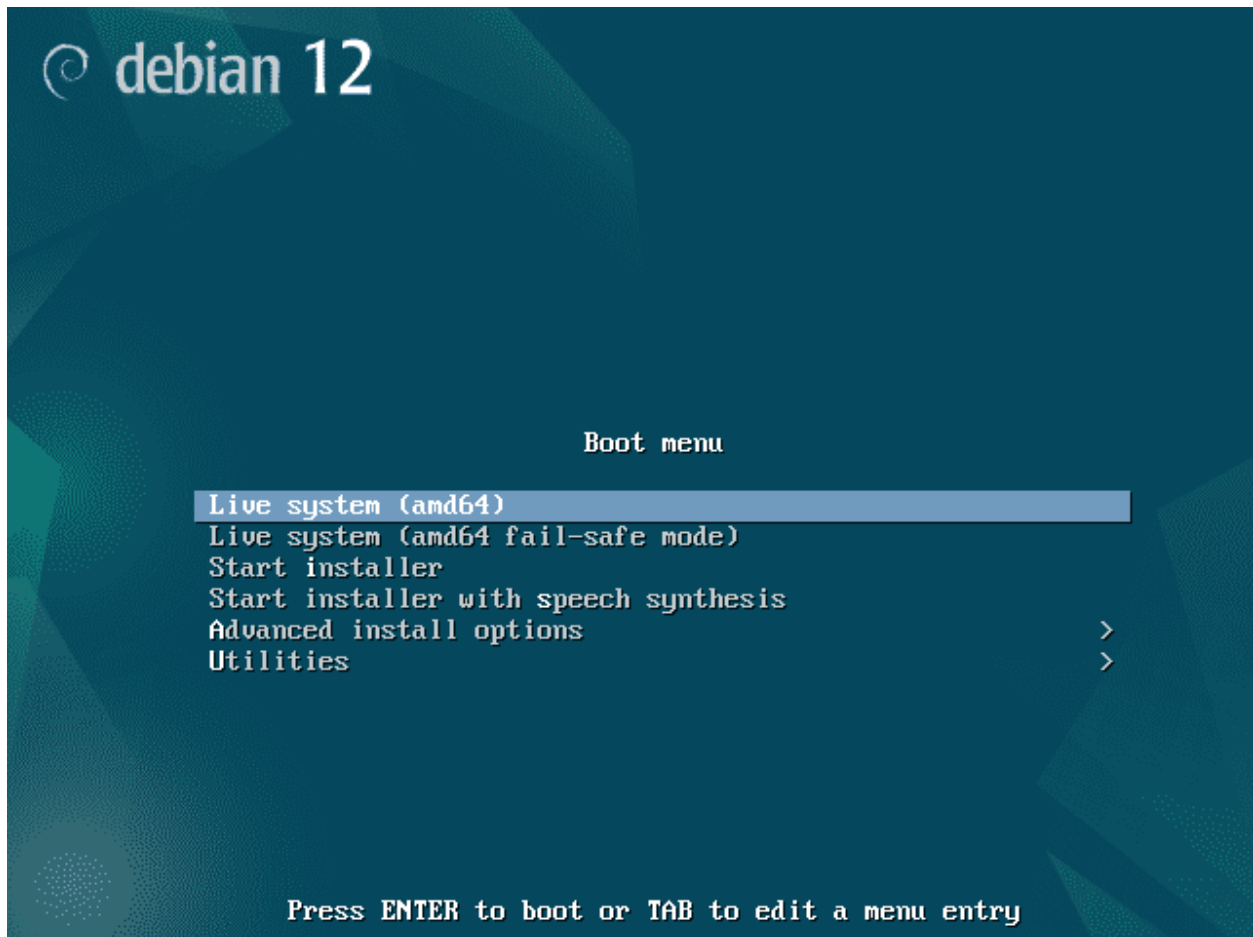 debian 12
Boot menu
Live system (amd64)
Live system (amd64 fail-safe mode)
Start installer
Start installer with speech synthesis
Advanced install options >
Utilities >
Press ENTER to boot or TAB to edit a menu entry